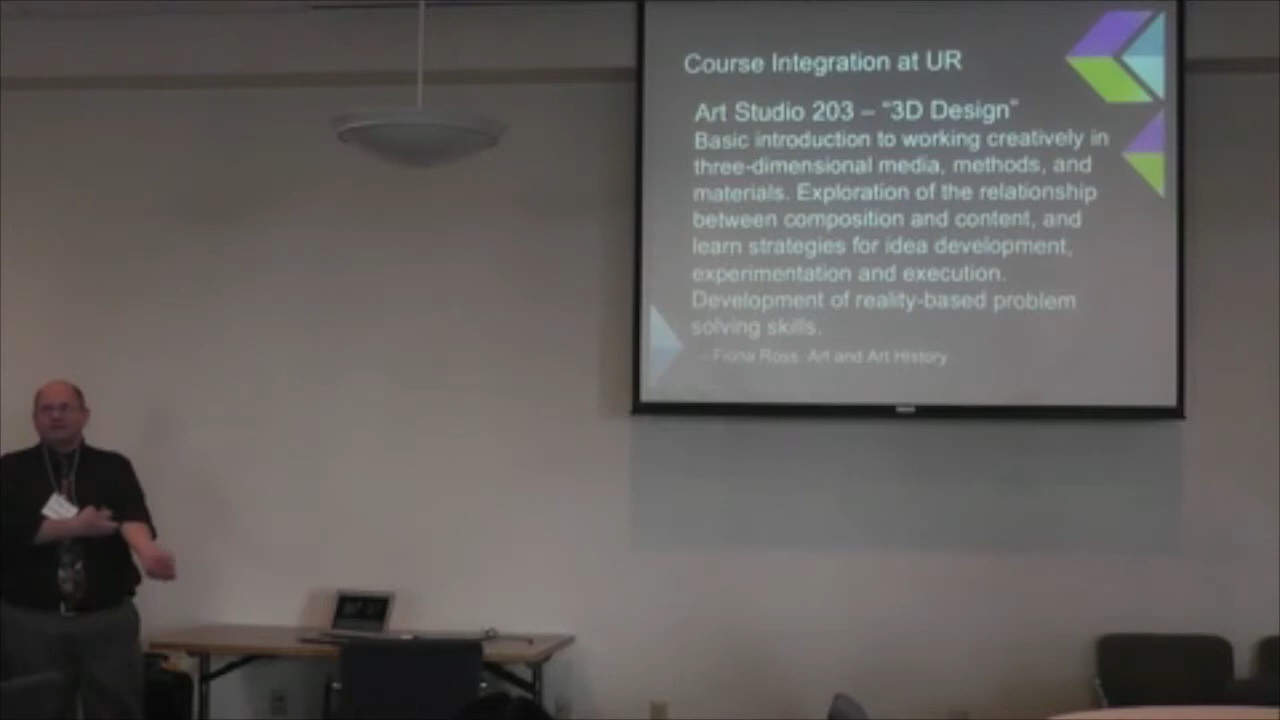 Course Integration at UR
Art Studio 203 – “3D Design”
Basic introduction to working creatively in
three-dimensional media, methods, and
materials. Exploration of the relationship
between composition and content, and
learn strategies for idea development,
experimentation and execution.
Development of reality-based problem
solving skills.
– Fiona Ross, Art and Art History